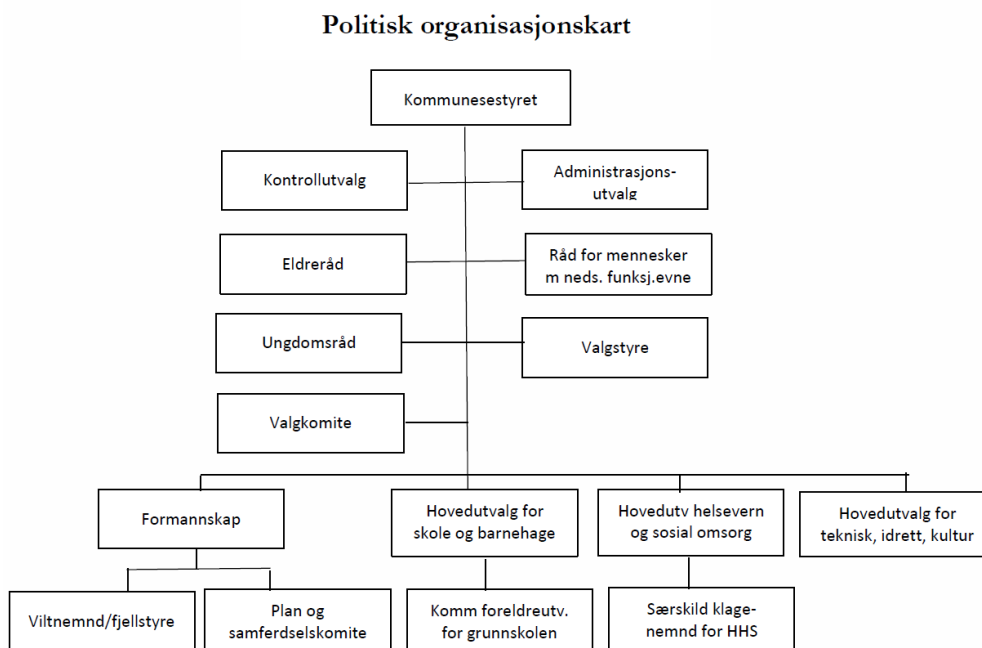 Politisk organisasjonskart
Kommunesestyret
Kontrollutvalg
Administrasjons-
utvalg
Eldreråd
Råd for mennesker
m neds. funksj.evne
Ungdomsråd
Valgstyre
Valgkomite
Formannskap
Hovedutvalg for
skole og barnehage
Hovedutv helsevern
og sosial omsorg
Hovedutvalg for
teknisk, idrett, kultur
Viltnemnd/fjellstyre
Plan og
samferdselskomite
Komm foreldreutv.
for grunnskolen
Særskild klage-
nemnd for HHS